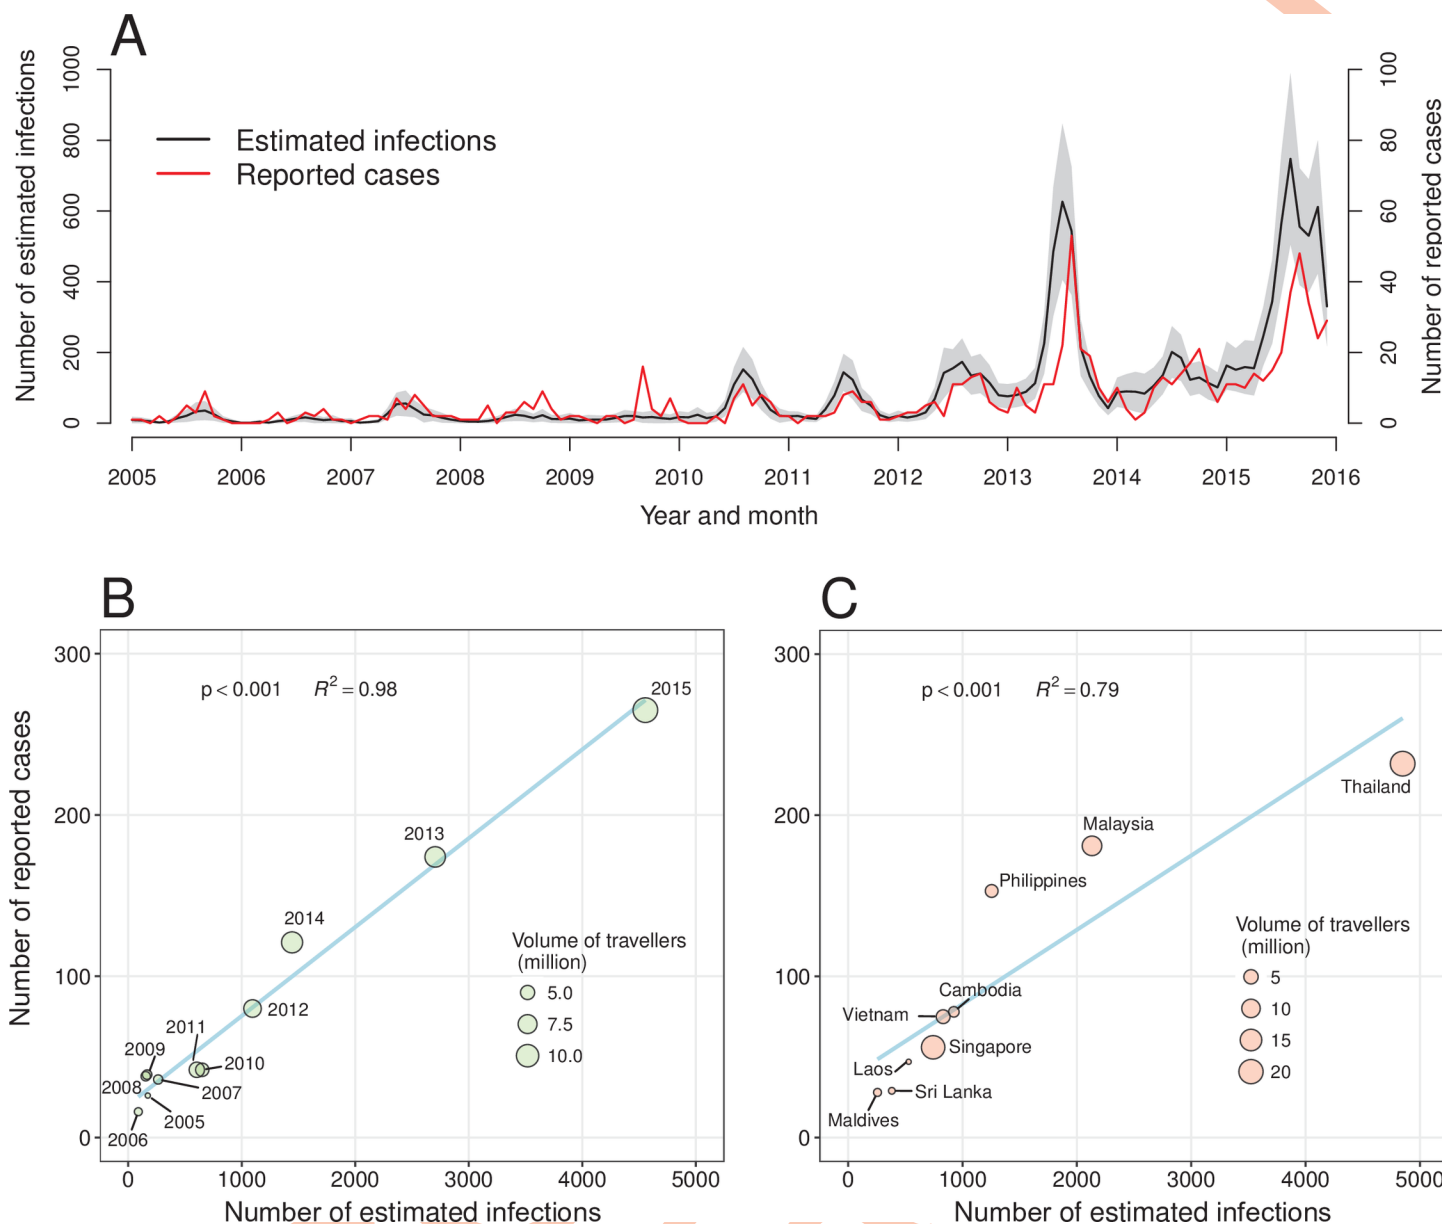 A
Number of estimated infections
0
200
400
600
800
1000
Estimated infections
Reported cases
0
20
40
60
80
100
Number of reported cases
2005 2006 2007 2008 2009 2010 2011 2012 2013 2014 2015 2016
Year and month
B
Number of reported cases
300
200
100
0
p < 0.001 R² = 0.98
2015
2013
2014
2012
2011
2009
2010
2008
2007
2005
2006
Volume of travellers
(million)
5.0
7.5
10.0
0 1000 2000 3000 4000 5000
Number of estimated infections
C
300
200
100
0
p < 0.001 R² = 0.79
Thailand
Malaysia
Philippines
Cambodia
Vietnam
Singapore
Laos
Sri Lanka
Maldives
Volume of travellers
(million)
5
10
15
20
0 1000 2000 3000 4000 5000
Number of estimated infections